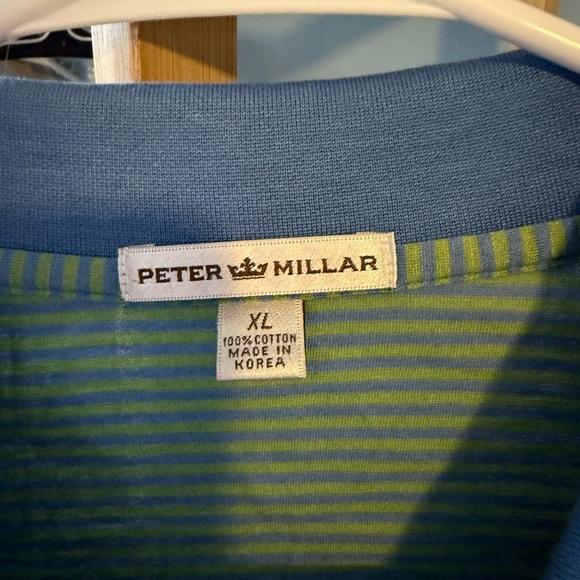 PETER MILLAR
XL
100% COTTON
MADE IN
KOREA